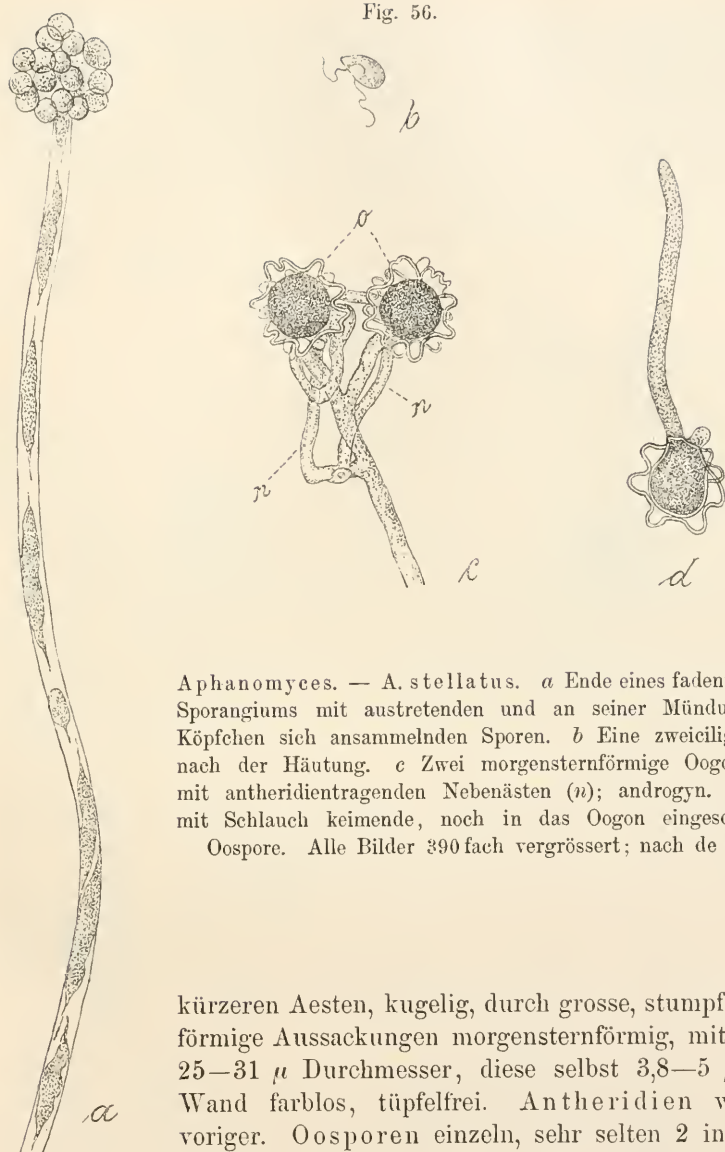 Fig. 56.
b
o
n
n
c
d
Aphanomyces. — A. stellatus. a Ende eines faden
Sporangiums mit austretenden und an seiner Mündu
Köpfchen sich ansammelnden Sporen. b Eine zweicili
nach der Häutung. c Zwei morgensternförmige Oogo
mit antheridientragenden Nebenästen (n); androgyn.
mit Schlauch keimende, noch in das Oogon eingesc
Oospore. Alle Bilder 390 fach vergrössert; nach de
kürzeren Aesten, kugelig, durch grosse, stumpf
förmige Aussackungen morgensternförmig, mit
25—31 μ Durchmesser, diese selbst 3,8—5
Wand farblos, tüpfelfrei. Antheridien v
a
voriger. Oosporen einzeln, sehr selten 2 in